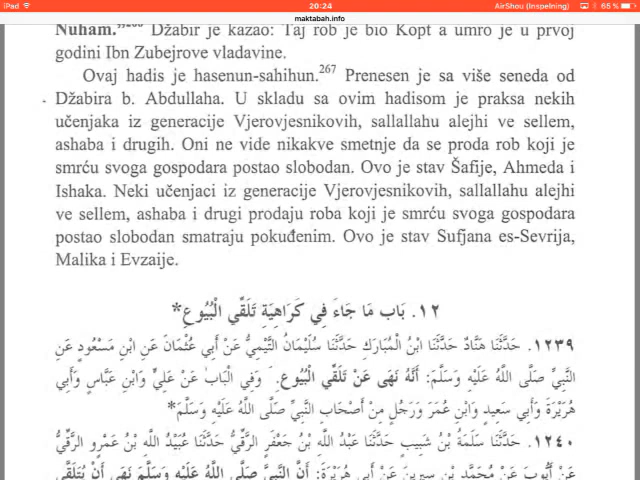 iPad 20:24 AirShou (Inspelning) 65 %
maktabah.info
Nuham."266 Džabir je kazao: Taj rob je bio Kopt a umro je u prvoj
godini Ibn Zubejrove vladavine.
Ovaj hadis je hasenun-sahihun.267 Prenesen je sa više seneda od
Džabira b. Abdullaha. U skladu sa ovim hadisom je praksa nekih
učenjaka iz generacije Vjerovjesnikovih, sallallahu alejhi ve sellem,
ashaba i drugih. Oni ne vide nikakve smetnje da se proda rob koji je
smrću svoga gospodara postao slobodan. Ovo je stav Šafije, Ahmeda i
Ishaka. Neki učenjaci iz generacije Vjerovjesnikovih, sallallahu alejhi
ve sellem, ashaba i drugi prodaju roba koji je smrću svoga gospodara
postao slobodan smatraju pokuđenim. Ovo je stav Sufjana es-Sevrija,
Malika i Evzaije.
١٢. بَاب مَا جَاءَ فِي كَرَاهِيَةِ تَلَقِّي الْبُيُوعِ*
١٢٣٩. حَدَّثَنَا هَنَّادٌ حَدَّثَنَا ابْنُ الْمُبَارَكِ حَدَّثَنَا سُلَيْمَانُ التَّيْمِيُّ عَنْ أَبِي عُثْمَانَ عَنِ ابْنِ مَسْعُودٍ عَنِ
النَّبِيِّ صَلَّى اللَّهُ عَلَيْهِ وَسَلَّمَ: أَنَّهُ نَهَى عَنْ تَلَقِّي الْبُيُوعِ. وَفِي الْبَاب عَنْ عَلِيٍّ وَابْنِ عَبَّاسٍ وَأَبِي
هُرَيْرَةَ وَأَبِي سَعِيدٍ وَابْنِ عُمَرَ وَرَجُلٍ مِنْ أَصْحَابِ النَّبِيِّ صَلَّى اللَّهُ عَلَيْهِ وَسَلَّمَ*
١٢٤٠. حَدَّثَنَا سَلَمَةُ بْنُ شَبِيبٍ حَدَّثَنَا عَبْدُ اللَّهِ بْنُ جَعْفَرٍ الرَّقِّيُّ حَدَّثَنَا عُبَيْدُ اللَّهِ بْنُ عَمْرٍو الرَّقِّيُّ
عَنْ أَيُّوبَ عَنْ مُحَمَّدِ بْنِ سِيرِينَ عَنْ أَبِي هُرَيْرَةَ: أَنَّ النَّبِيَّ صَلَّى اللَّهُ عَلَيْهِ وَسَلَّمَ نَهَى أَنْ يُتَلَقَّى